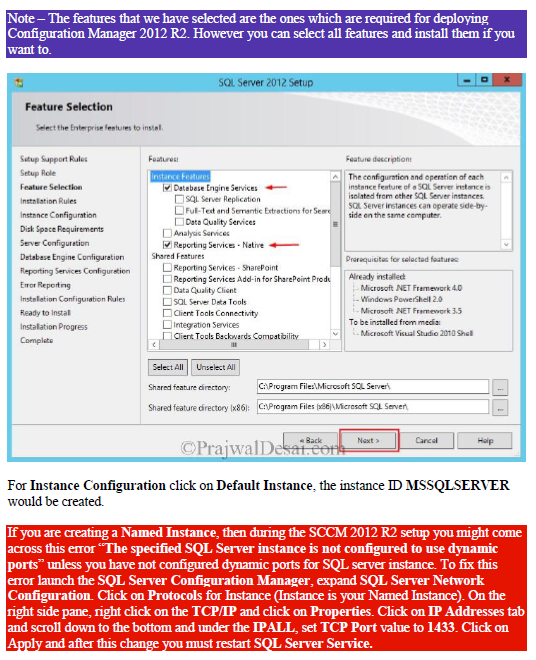 Note – The features that we have selected are the ones which are required for deploying
Configuration Manager 2012 R2. However you can select all features and install them if you
want to.
SQL Server 2012 Setup
Feature Selection
Select the Enterprise features to install.
Setup Support Rules
Setup Role
Feature Selection
Installation Rules
Instance Configuration
Disk Space Requirements
Server Configuration
Database Engine Configuration
Reporting Services Configuration
Error Reporting
Installation Configuration Rules
Ready to Install
Installation Progress
Complete
Features:
Instance Features
Database Engine Services
SQL Server Replication
Full-Text and Semantic Extractions for Sear
Data Quality Services
Analysis Services
Reporting Services - Native
Shared Features
Reporting Services - SharePoint
Reporting Services Add-in for SharePoint Produ
Data Quality Client
SQL Server Data Tools
Client Tools Connectivity
Integration Services
Client Tools Backwards Compatibility
Select All
Unselect All
Feature description:
The configuration and operation of each
instance feature of a SQL Server instance is
isolated from other SQL Server instances.
SQL Server instances can operate side-by-
side on the same computer.
Prerequisites for selected features:
Already installed:
Microsoft .NET Framework 4.0
Windows PowerShell 2.0
Microsoft .NET Framework 3.5
To be installed from media:
Microsoft Visual Studio 2010 Shell
Shared feature directory: C:\Program Files\Microsoft SQL Server\ ...
Shared feature directory (x86): C:\Program Files (x86)\Microsoft SQL Server\ ...
< Back Next > Cancel Help
©PrajwalDesai.com
For Instance Configuration click on Default Instance, the instance ID MSSQLSERVER
would be created.
If you are creating a Named Instance, then during the SCCM 2012 R2 setup you might come
across this error “The specified SQL Server instance is not configured to use dynamic
ports” unless you have not configured dynamic ports for SQL server instance. To fix this
error launch the SQL Server Configuration Manager, expand SQL Server Network
Configuration. Click on Protocols for Instance (Instance is your Named Instance). On the
right side pane, right click on the TCP/IP and click on Properties. Click on IP Addresses tab
and scroll down to the bottom and under the IPALL, set TCP Port value to 1433. Click on
Apply and after this change you must restart SQL Server Service.